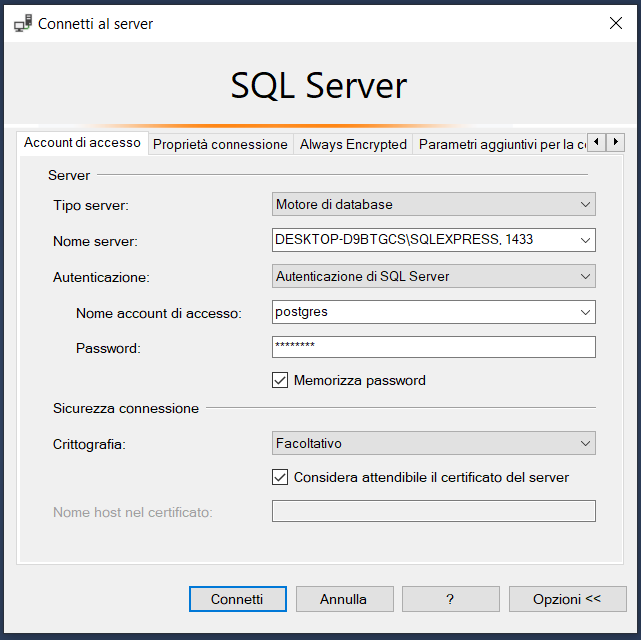 Connetti al server
SQL Server
Account di accesso Proprietà connessione Always Encrypted Parametri aggiuntivi per la co
Server
Tipo server: Motore di database
Nome server: DESKTOP-D9BTGCS\SQLEXPRESS, 1433
Autenticazione: Autenticazione di SQL Server
Nome account di accesso: postgres
Password: ********
Memorizza password
Sicurezza connessione
Crittografia: Facoltativo
Considera attendibile il certificato del server
Nome host nel certificato:
Connetti Annulla ? Opzioni <<